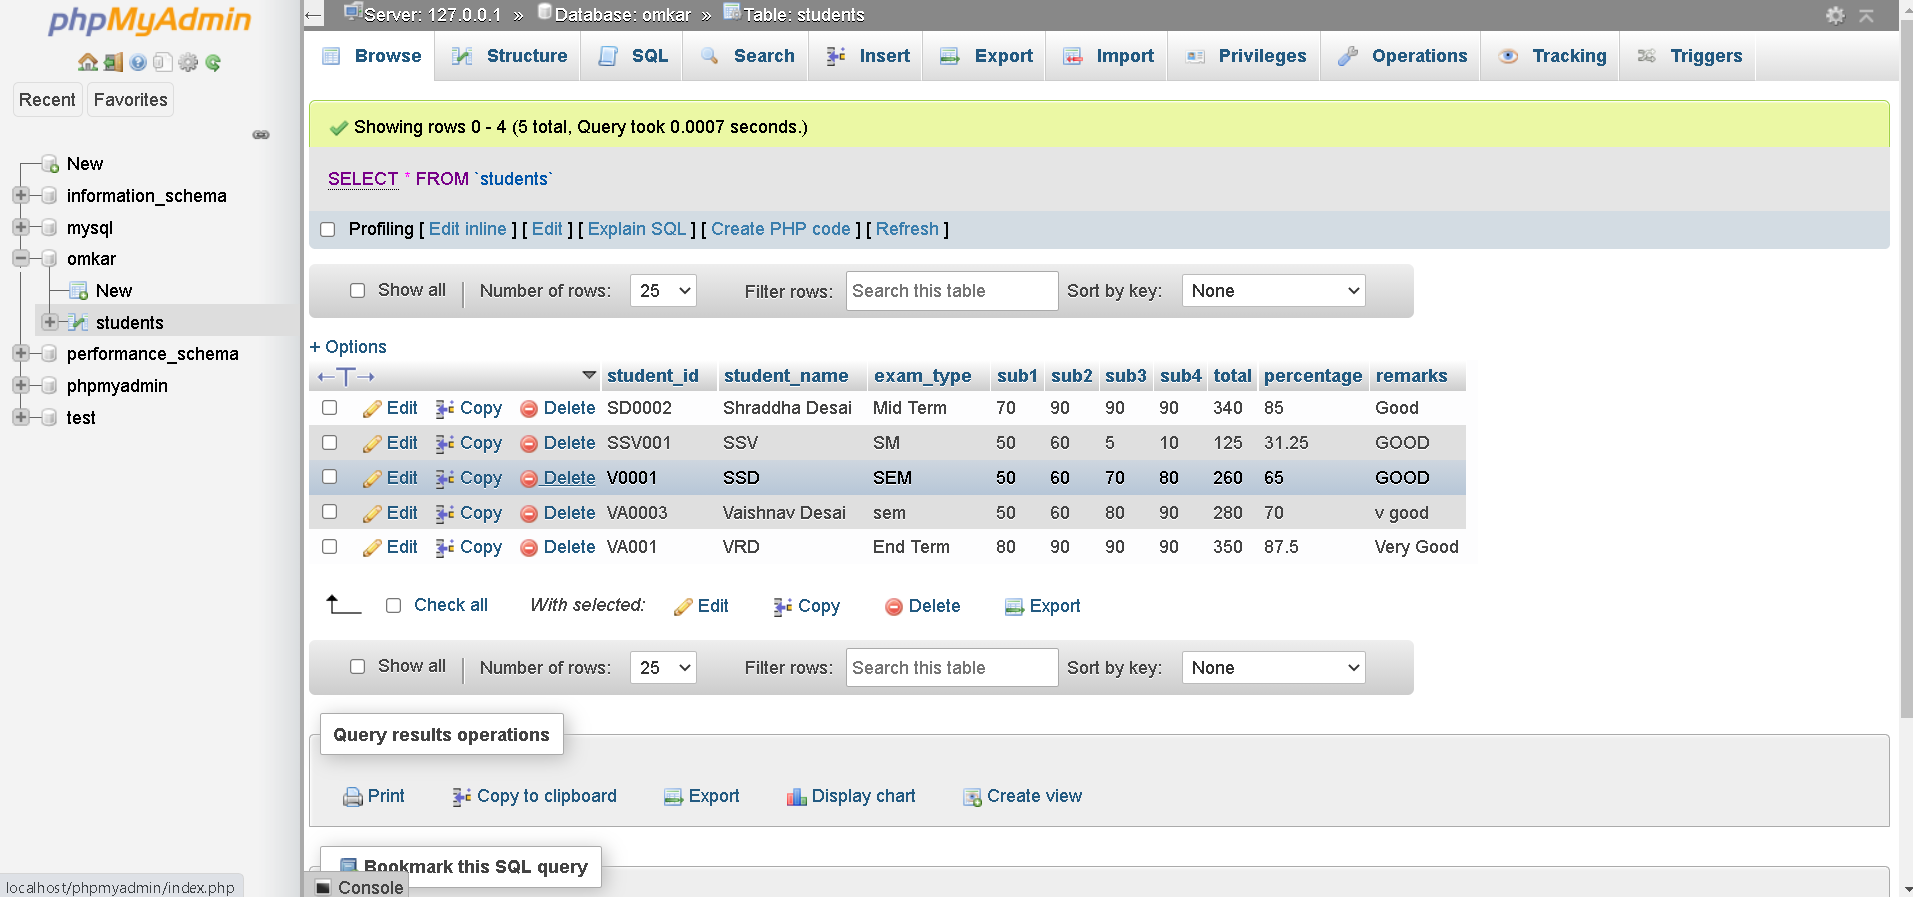 phpMyAdmin
Recent Favorites
New
information_schema
mysql
omkar
New
students
performance_schema
phpmyadmin
test
localhost/phpmyadmin/index.php
← Server: 127.0.0.1 » Database: omkar » Table: students
Browse Structure SQL Search Insert Export Import Privileges Operations Tracking Triggers
Showing rows 0 - 4 (5 total, Query took 0.0007 seconds.)
SELECT * FROM `students`
Profiling [ Edit inline ] [ Edit ] [ Explain SQL ] [ Create PHP code ] [ Refresh ]
Show all | Number of rows: 25 Filter rows: Search this table Sort by key: None
+ Options
←T→ student_id student_name exam_type sub1 sub2 sub3 sub4 total percentage remarks
Edit Copy Delete SD0002 Shraddha Desai Mid Term 70 90 90 90 340 85 Good
Edit Copy Delete SSV001 SSV SM 50 60 5 10 125 31.25 GOOD
Edit Copy Delete V0001 SSD SEM 50 60 70 80 260 65 GOOD
Edit Copy Delete VA0003 Vaishnav Desai sem 50 60 80 90 280 70 v good
Edit Copy Delete VA001 VRD End Term 80 90 90 90 350 87.5 Very Good
Check all With selected: Edit Copy Delete Export
Show all | Number of rows: 25 Filter rows: Search this table Sort by key: None
Query results operations
Print Copy to clipboard Export Display chart Create view
Bookmark this SQL query
Console